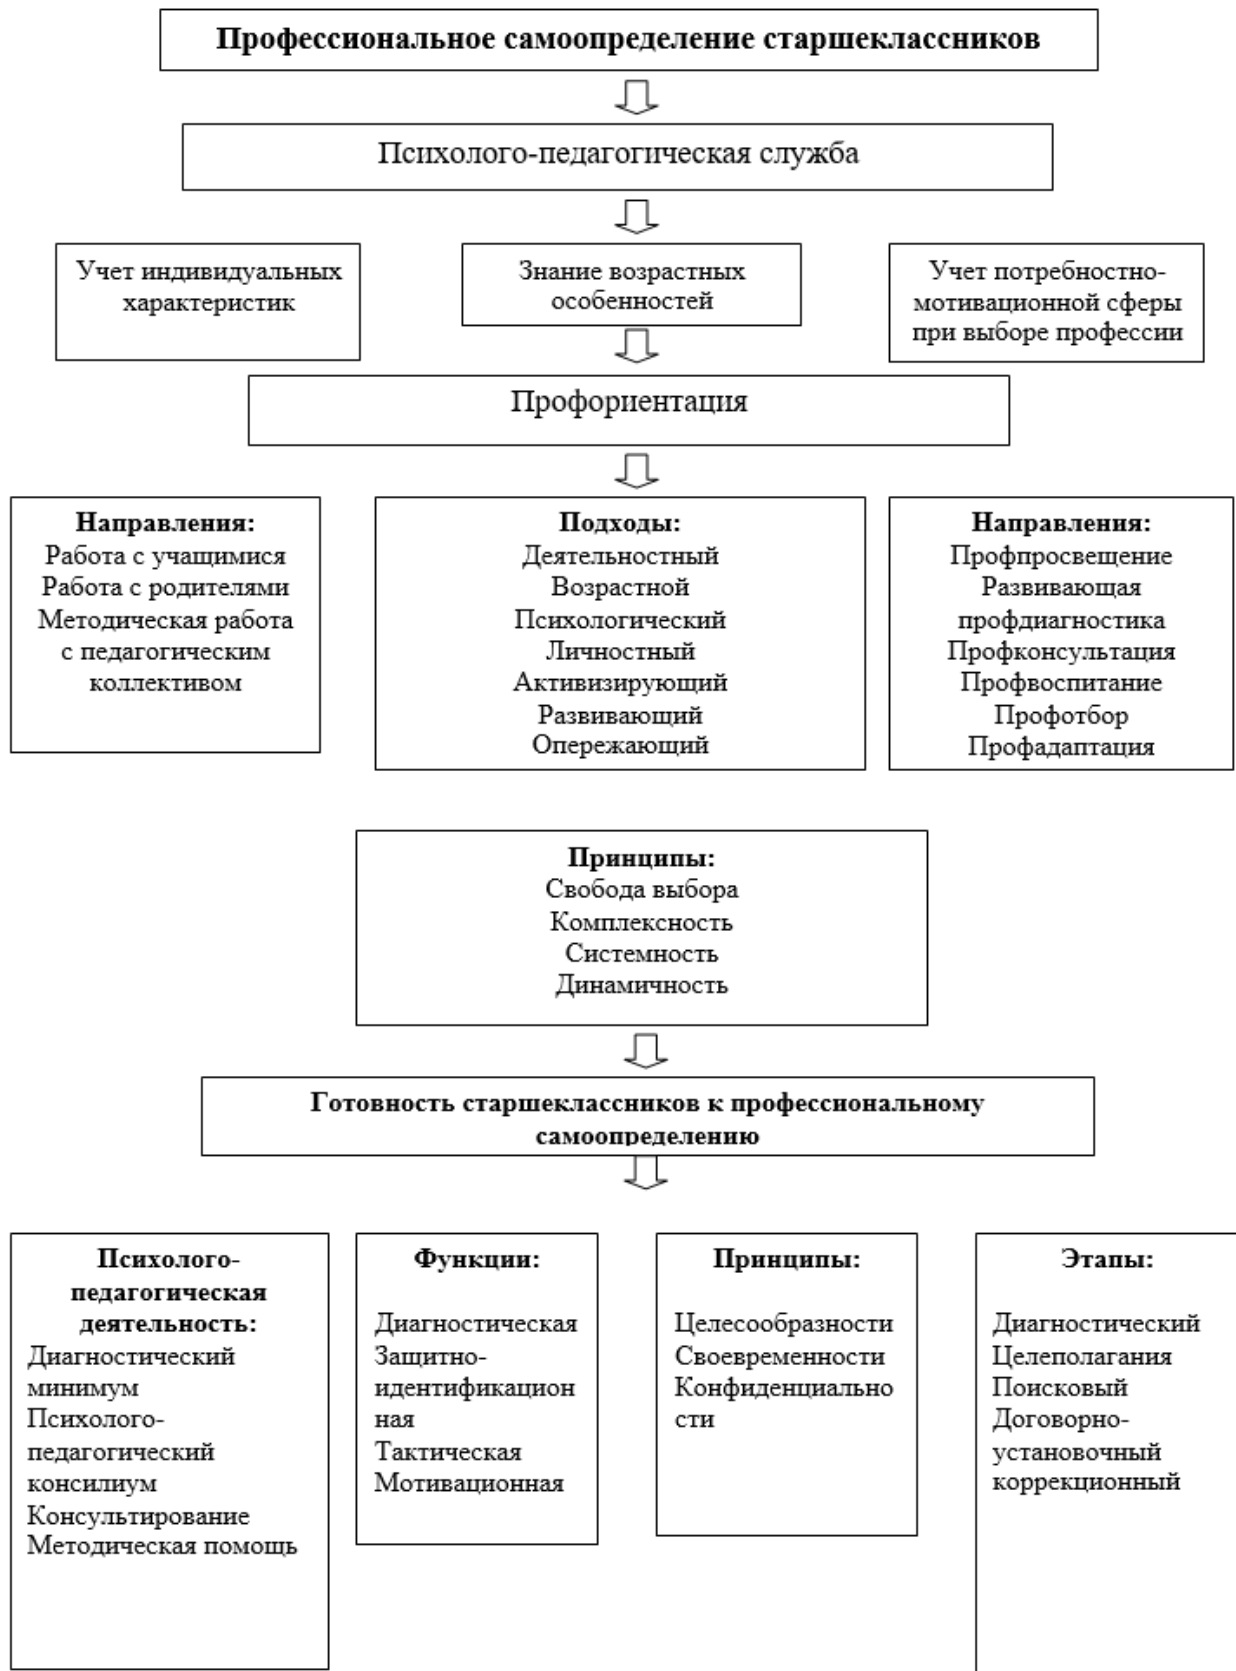 Профессиональное самоопределение старшеклассников
Психолого-педагогическая служба
Учет индивидуальных
характеристик
Знание возрастных
особенностей
Учет потребностно-
мотивационной сферы
при выборе профессии
Профориентация
Направления:
Работа с учащимися
Работа с родителями
Методическая работа
с педагогическим
коллективом
Подходы:
Деятельностный
Возрастной
Психологический
Личностный
Активизирующий
Развивающий
Опережающий
Направления:
Профпросвещение
Развивающая
профдиагностика
Профконсультация
Профвоспитание
Профотбор
Профадаптация
Принципы:
Свобода выбора
Комплексность
Системность
Динамичность
Готовность старшеклассников к профессиональному
самоопределению
Психолого-
педагогическая
деятельность:
Диагностический
минимум
Психолого-
педагогический
консилиум
Консультирование
Методическая помощь
Функции:
Диагностическая
Защитно-
идентификацион
ная
Тактическая
Мотивационная
Принципы:
Целесообразности
Своевременности
Конфиденциально
сти
Этапы:
Диагностический
Целеполагания
Поисковый
Договорно-
установочный
коррекционный